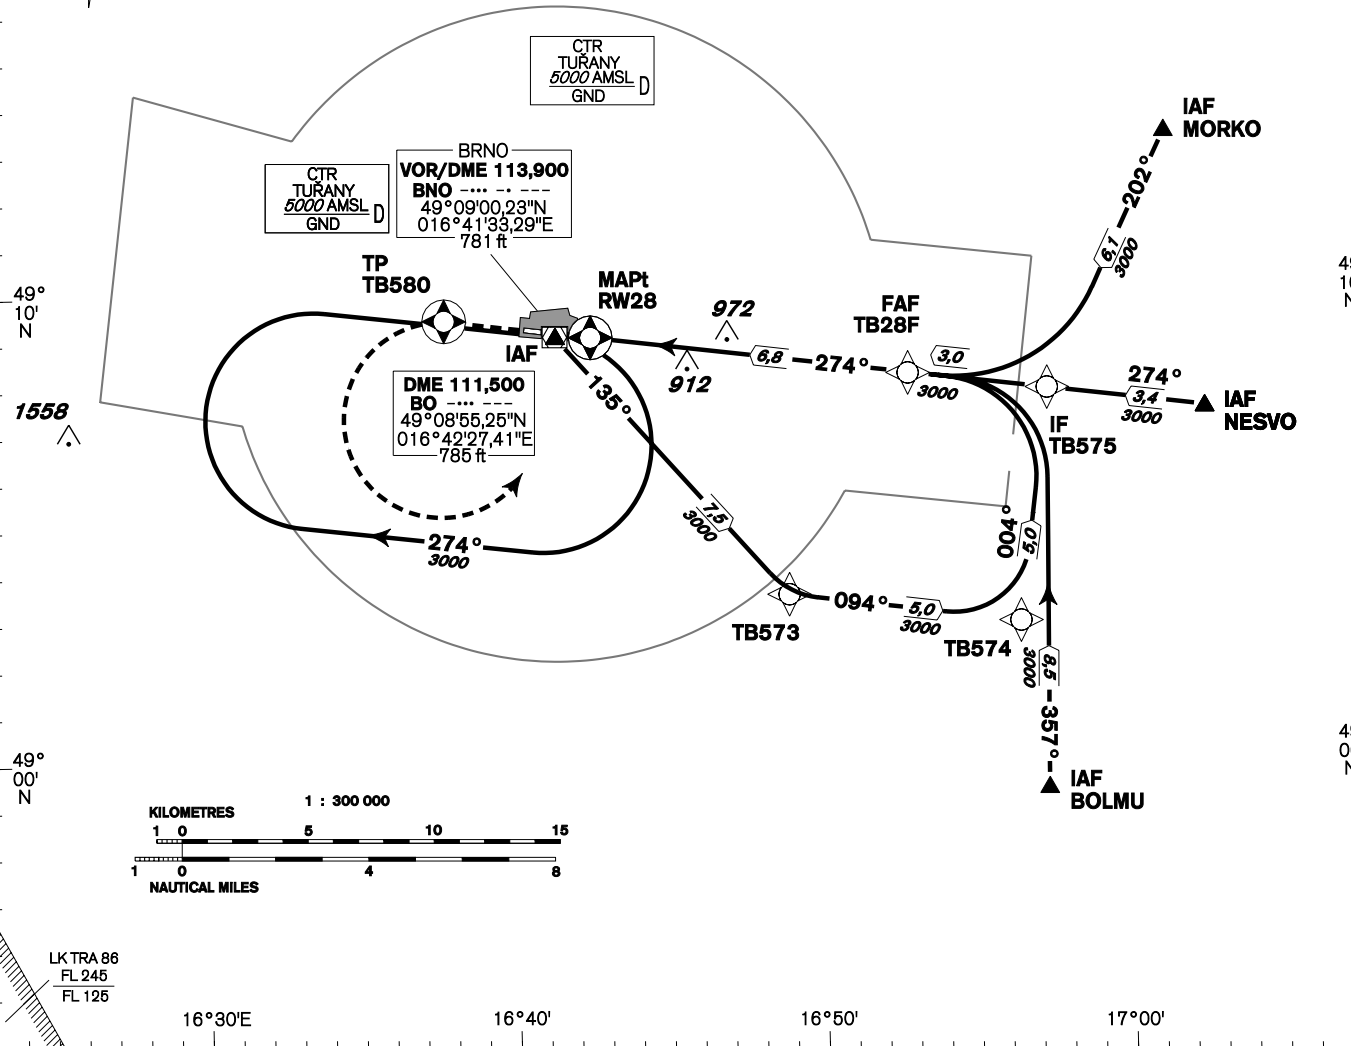 CTR
TUŘANY
5000 AMSL
GND
D
IAF
MORKO
202°
6,1
3000
BRNO
VOR/DME 113,900
BNO -··· -· ---
49°09'00,23"N
016°41'33,29"E
781 ft
CTR
TUŘANY
5000 AMSL
GND
D
TP
TB580
MAPt
RW28
49°
10'
N
49
10
N
972
FAF
TB28F
IAF
912
6,8
274°
3,0
3000
274°
3,4
3000
IAF
NESVO
IF
TB575
135°
DME 111,500
BO -··· ---
49°08'55,25"N
016°42'27,41"E
785 ft
1558
7,5
3000
004°
5,0
274°
3000
094°
5,0
3000
TB573
TB574
8,5
3000
357°
49°
00'
N
49
00
N
IAF
BOLMU
1 : 300 000
KILOMETRES
1 0 5 10 15
1 0 4 8
NAUTICAL MILES
LK TRA 86
FL 245
FL 125
16°30'E 16°40' 16°50' 17°00'